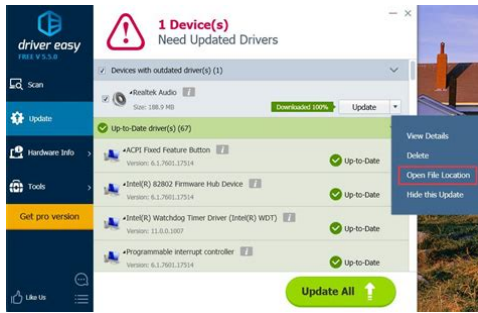 driver easy
FREE V 5.5.0
Scan
Update
Hardware Info
Tools
Get pro version
Like Us
1 Device(s)
Need Updated Drivers
Devices with outdated driver(s) (1)
Realtek Audio
Size: 188.9 MB
Downloaded 100%
Update
Up-to-Date driver(s) (67)
ACPI Fixed Feature Button
Version: 6.1.7601.17514
Up-to-Date
Intel(R) 82802 Firmware Hub Device
Version: 6.1.7601.17514
Up-to-Date
Intel(R) Watchdog Timer Driver (Intel(R) WDT)
Version: 11.0.0.1007
Up-to-Date
Programmable interrupt controller
Version: 6.1.7601.17514
Up-to-Date
Update All
View Details
Delete
Open File Location
Hide this Update